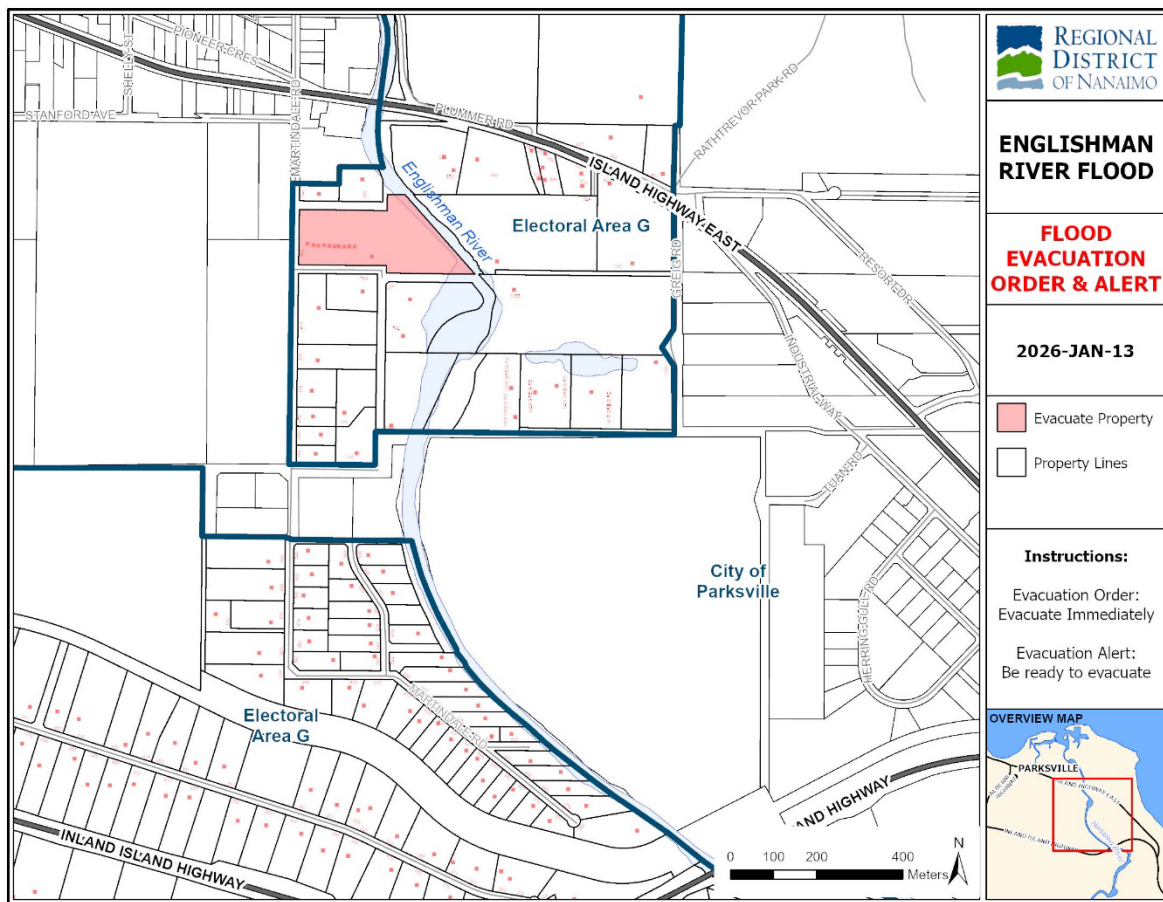 PIONEER CRES
SHELLY ST
STANFORD AVE
MARTINDALE RD
PLUMMER RD
RATHTREVOR-PARK-RD
ISLAND HIGHWAY EAST
Englishman River
Electoral Area G
GREIG RD
RESORT DR
INDUSTRIAL WAY
TUAN RD
HERRING GULL RD
City of
Parksville
Electoral
Area G
MARTINDALE RD
INLAND ISLAND HIGHWAY
LAND HIGHWAY
0 100 200 400
Meters
N
REGIONAL
DISTRICT
OF NANAIMO
ENGLISHMAN
RIVER FLOOD
FLOOD
EVACUATION
ORDER & ALERT
2026-JAN-13
Evacuate Property
Property Lines
Instructions:
Evacuation Order:
Evacuate Immediately
Evacuation Alert:
Be ready to evacuate
OVERVIEW MAP
PARKSVILLE
ISLAND HIGHWAY EAST
INLAND ISLAND HIGHWAY